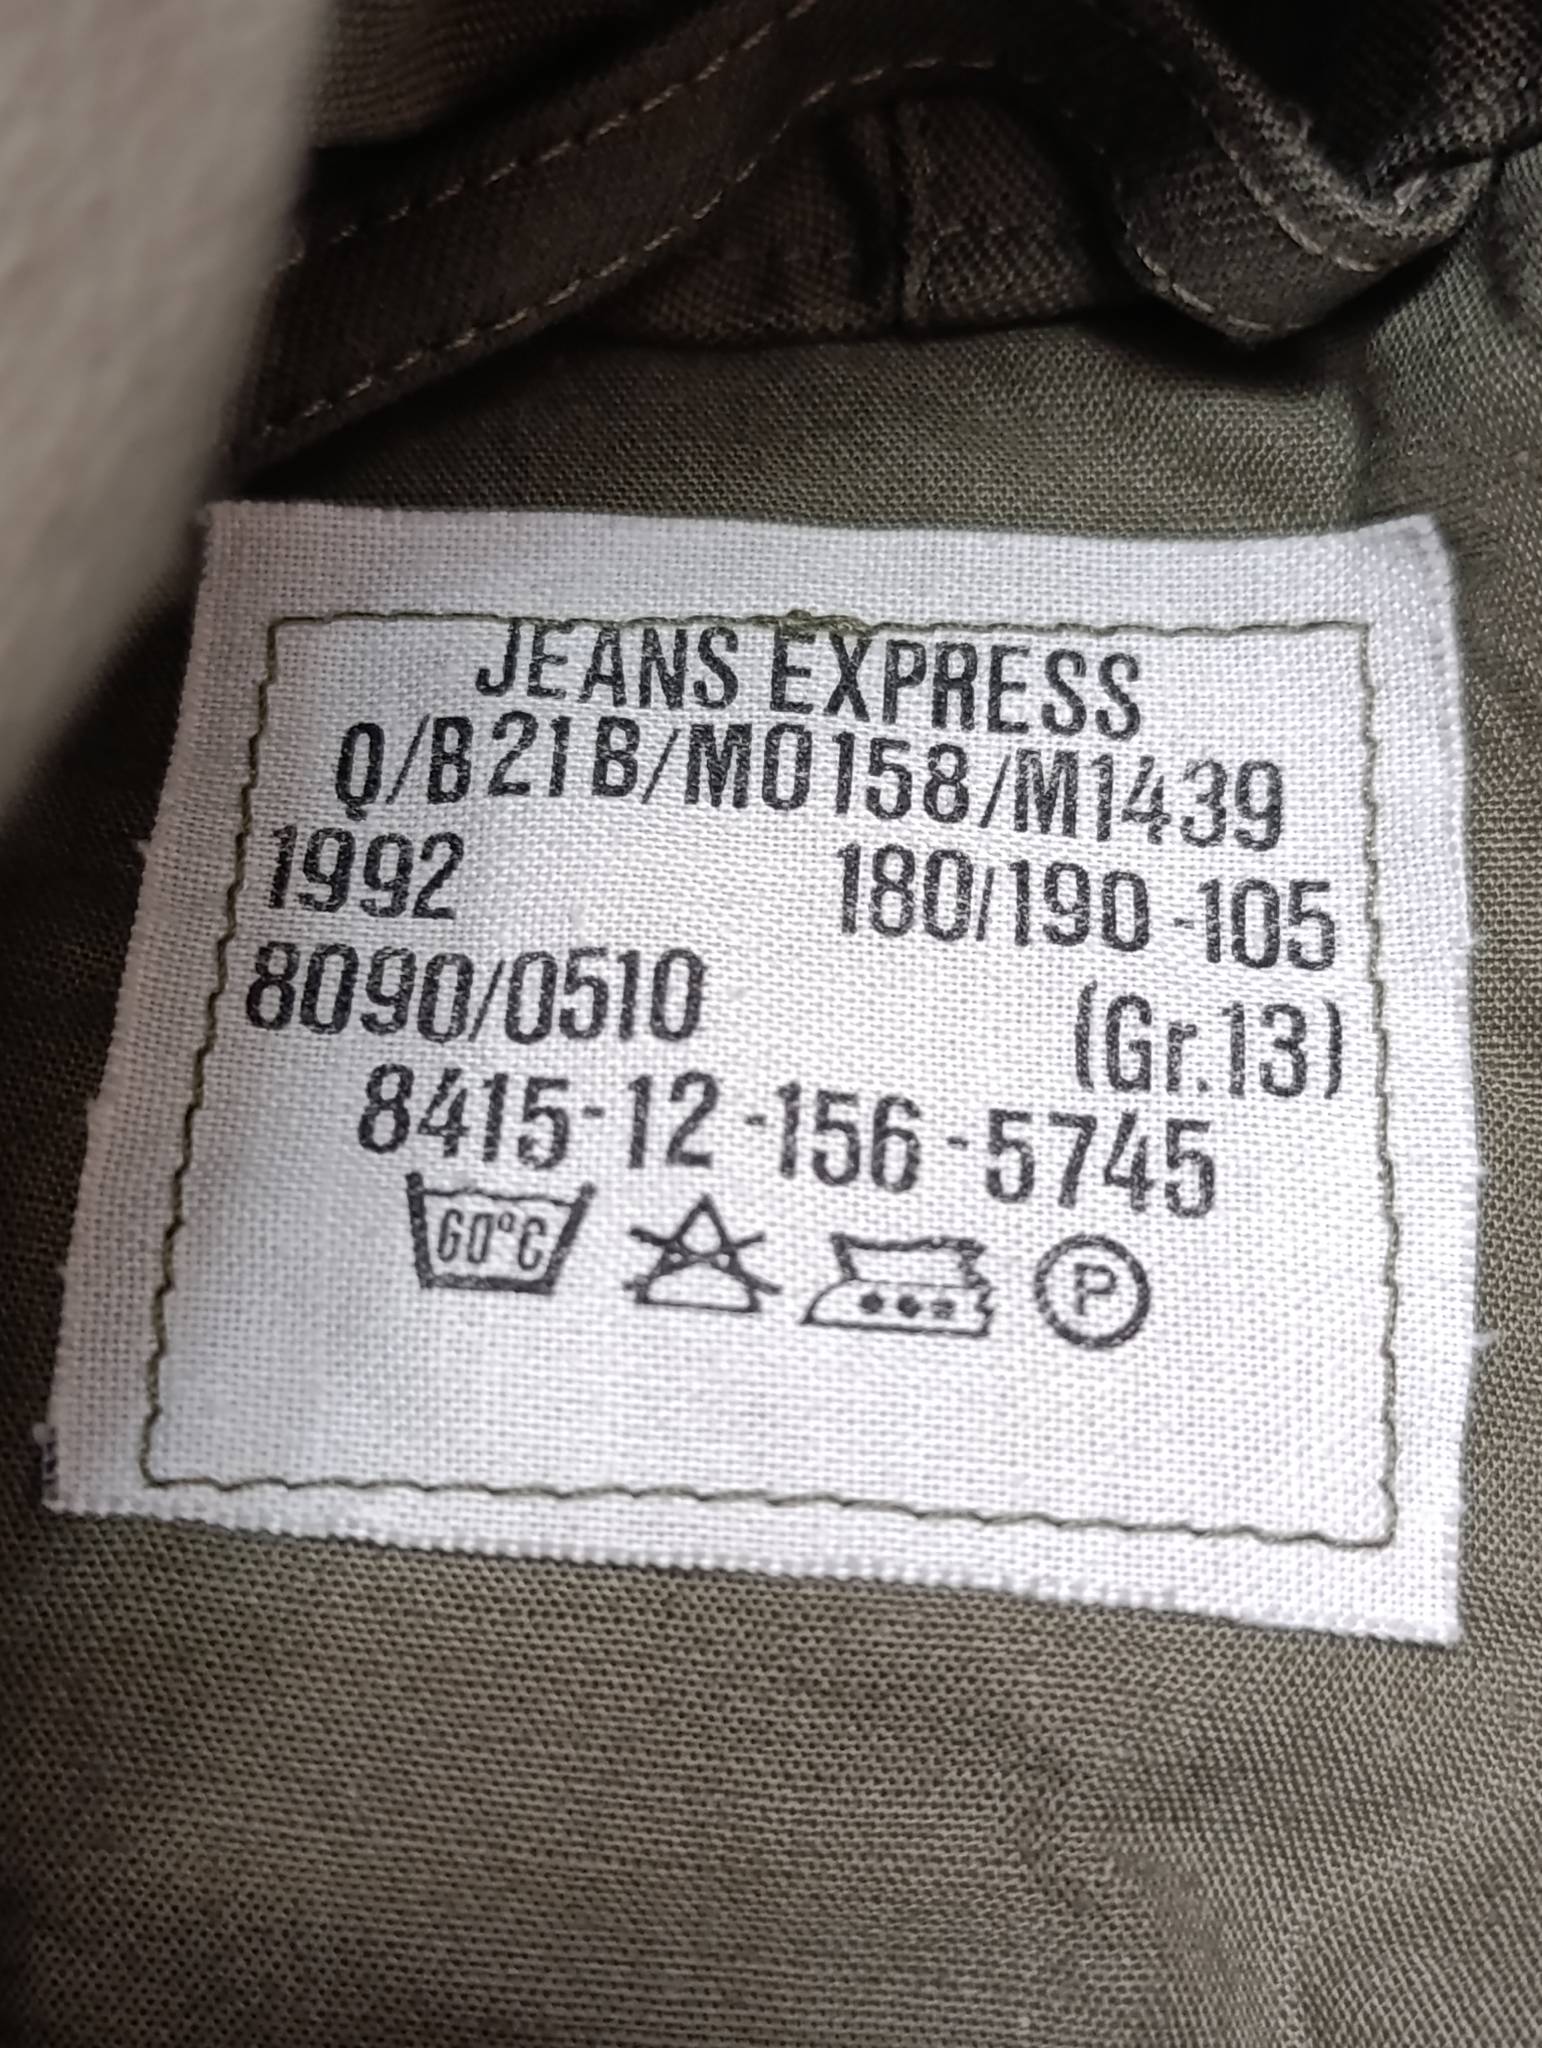 JEANS EXPRESS
Q/B21B/M0158/M1439
1992 180/190-105
8090/0510 (Gr.13)
8415-12-156-5745
60°C P